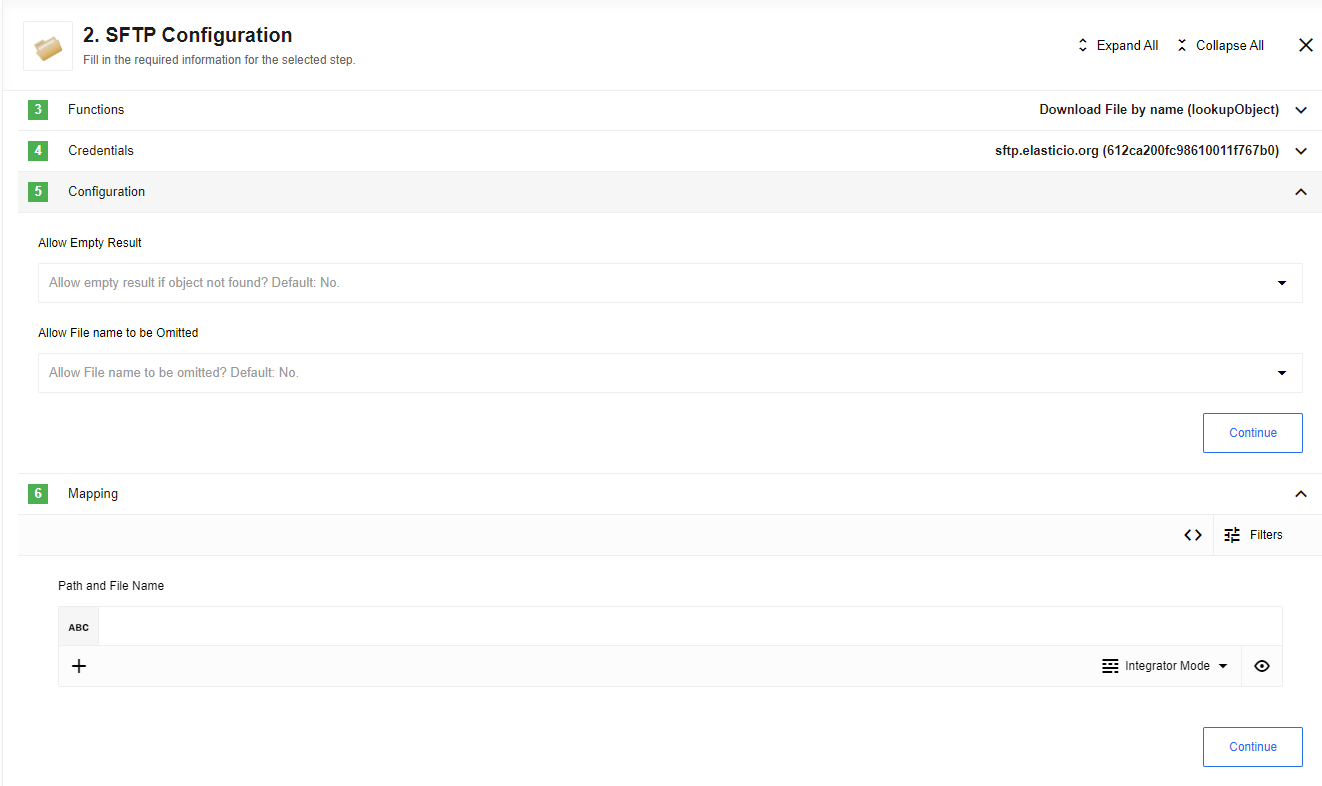 2. SFTP Configuration
Fill in the required information for the selected step.
Expand All
Collapse All
3 Functions Download File by name (lookupObject)
4 Credentials sftp.elasticio.org (612ca200fc98610011f767b0)
5 Configuration
Allow Empty Result
Allow empty result if object not found? Default: No.
Allow File name to be Omitted
Allow File name to be omitted? Default: No.
Continue
6 Mapping
Filters
Path and File Name
ABC
Integrator Mode
Continue